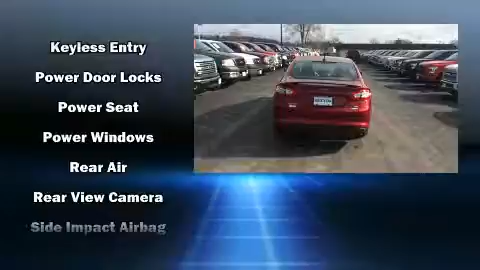 Keyless Entry
Power Door Locks
Power Seat
Power Windows
Rear Air
Rear View Camera
Side Impact Airbag